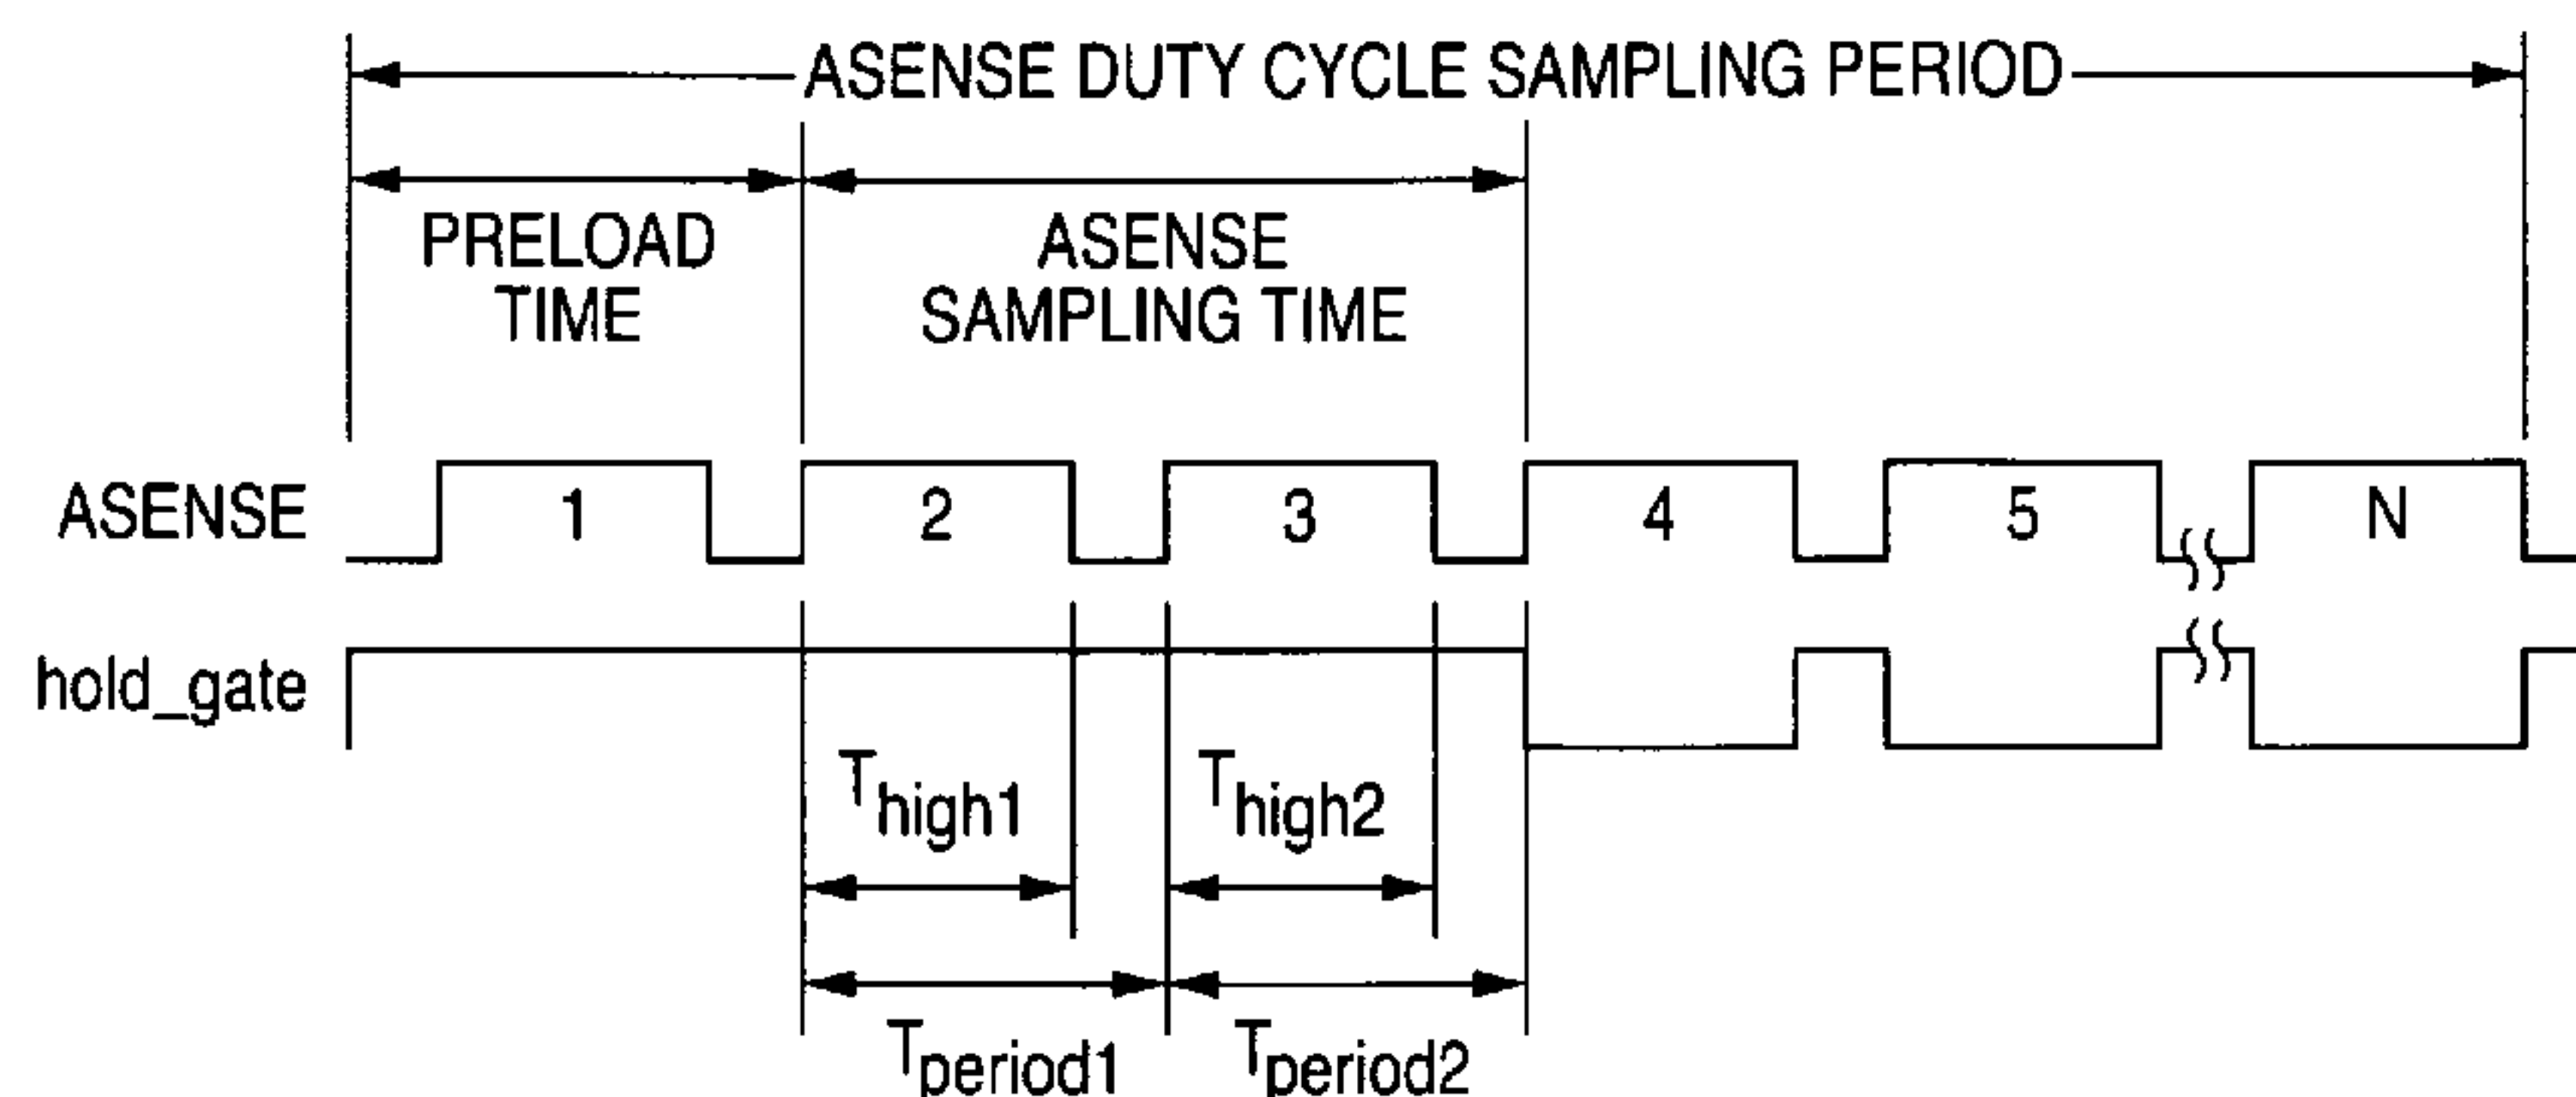 ASENSE DUTY CYCLE SAMPLING PERIOD
PRELOAD
TIME
ASENSE
SAMPLING TIME
ASENSE
1
2
3
4
5
N
hold_gate
Thigh1
Thigh2
Tperiod1
Tperiod2